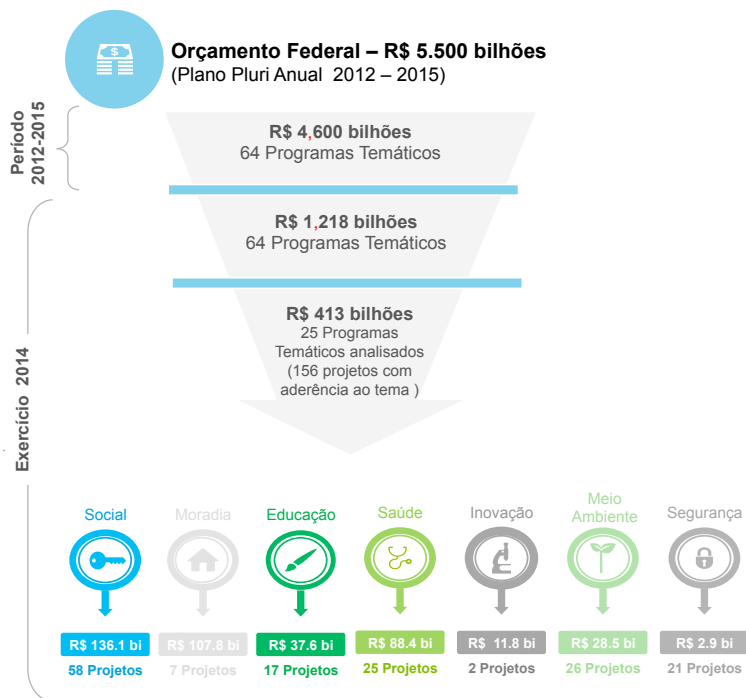 Orçamento Federal – R$ 5.500 bilhões
(Plano Pluri Anual 2012 – 2015)
Período
2012-2015
R$ 4,600 bilhões
64 Programas Temáticos
R$ 1,218 bilhões
64 Programas Temáticos
Exercício 2014
R$ 413 bilhões
25 Programas
Temáticos analisados
(156 projetos com
aderência ao tema )
Social
Moradia
Educação
Saúde
Inovação
Meio
Ambiente
Segurança
R$ 136.1 bi
R$ 107.8 bi
R$ 37.6 bi
R$ 88.4 bi
R$ 11.8 bi
R$ 28.5 bi
R$ 2.9 bi
58 Projetos
7 Projetos
17 Projetos
25 Projetos
2 Projetos
26 Projetos
21 Projetos